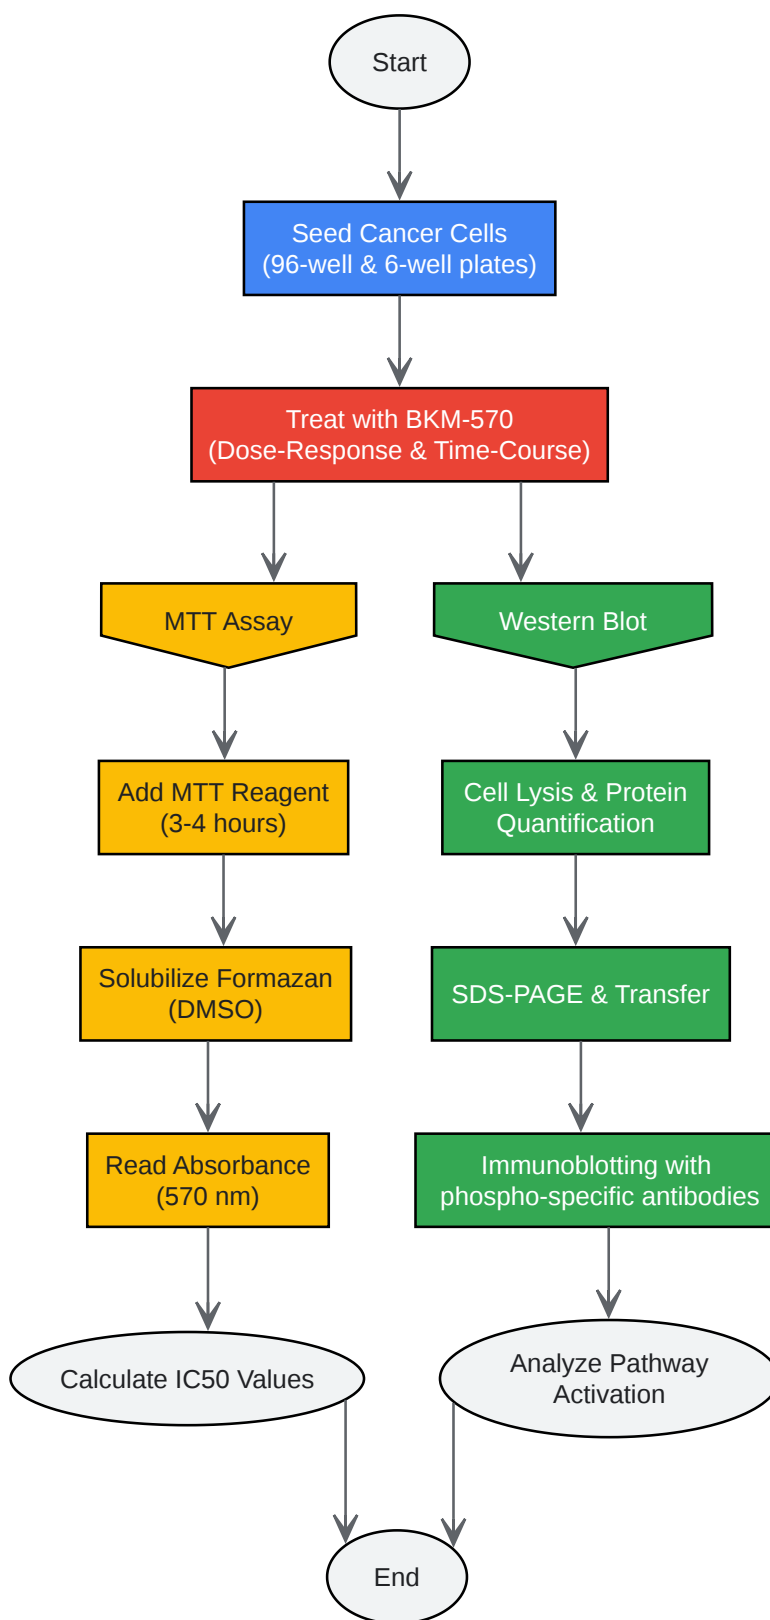 Start
Seed Cancer Cells
(96-well & 6-well plates)
Treat with BKM-570
(Dose-Response & Time-Course)
MTT Assay
Western Blot
Add MTT Reagent
(3-4 hours)
Cell Lysis & Protein
Quantification
Solubilize Formazan
(DMSO)
SDS-PAGE & Transfer
Read Absorbance
(570 nm)
Immunoblotting with
phospho-specific antibodies
Calculate IC50 Values
Analyze Pathway
Activation
End